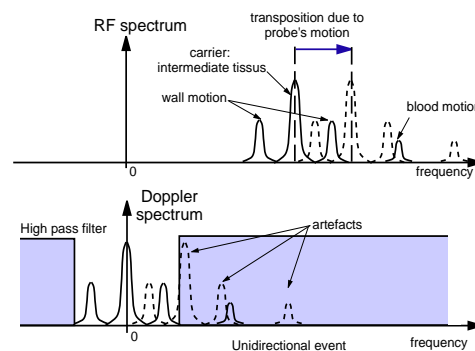 transposition due to
probe's motion
RF spectrum
carrier:
intermediate tissus
wall motion
blood motion
0
frequency
Doppler
spectrum
High pass filter
artefacts
0
Unidirectional event
frequency